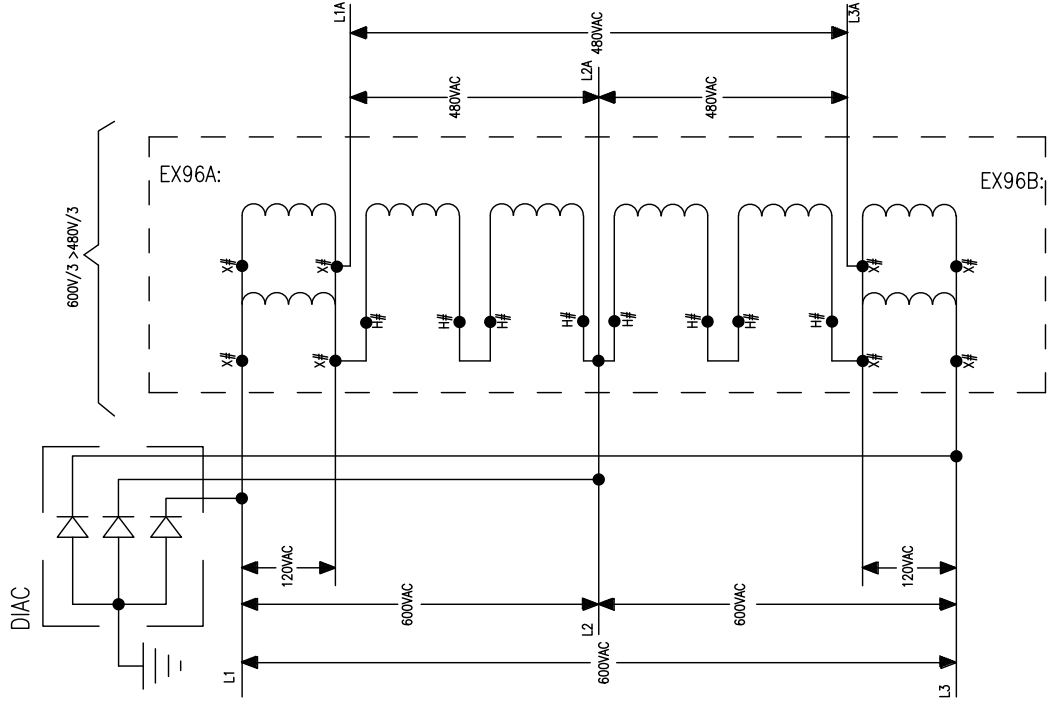 L1A
L3A
480VAC
L2A
480VAC
480VAC
EX96A:
EX96B:
600V/3 >480V/3
X#
X#
X#
X#
H#
H#
H#
H#
H#
H#
H#
H#
X#
X#
X#
X#
DIAC
120VAC
120VAC
600VAC
600VAC
L2
600VAC
L1
L3